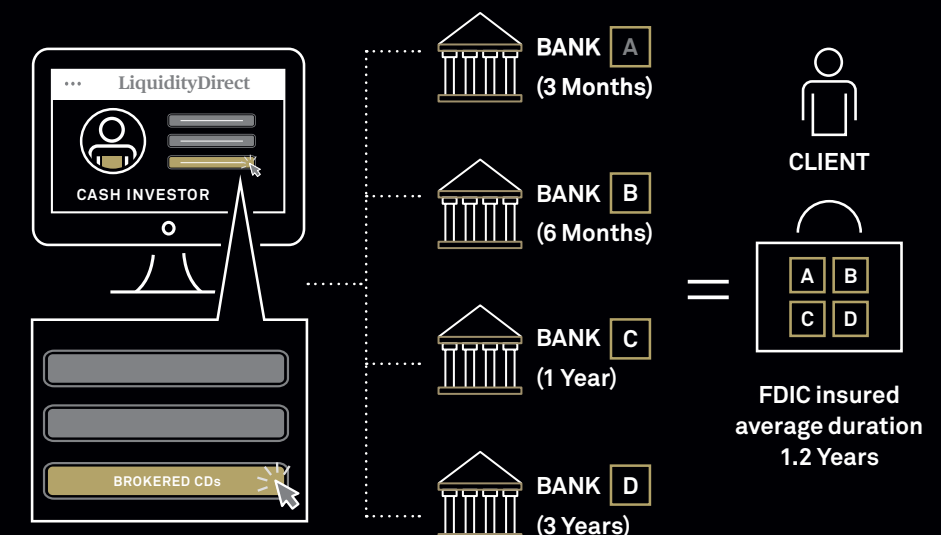 LiquidityDirect
CASH INVESTOR
BROKERED CDs
BANK A
(3 Months)
BANK B
(6 Months)
BANK C
(1 Year)
BANK D
(3 Years)
=
CLIENT
A B
C D
FDIC insured
average duration
1.2 Years